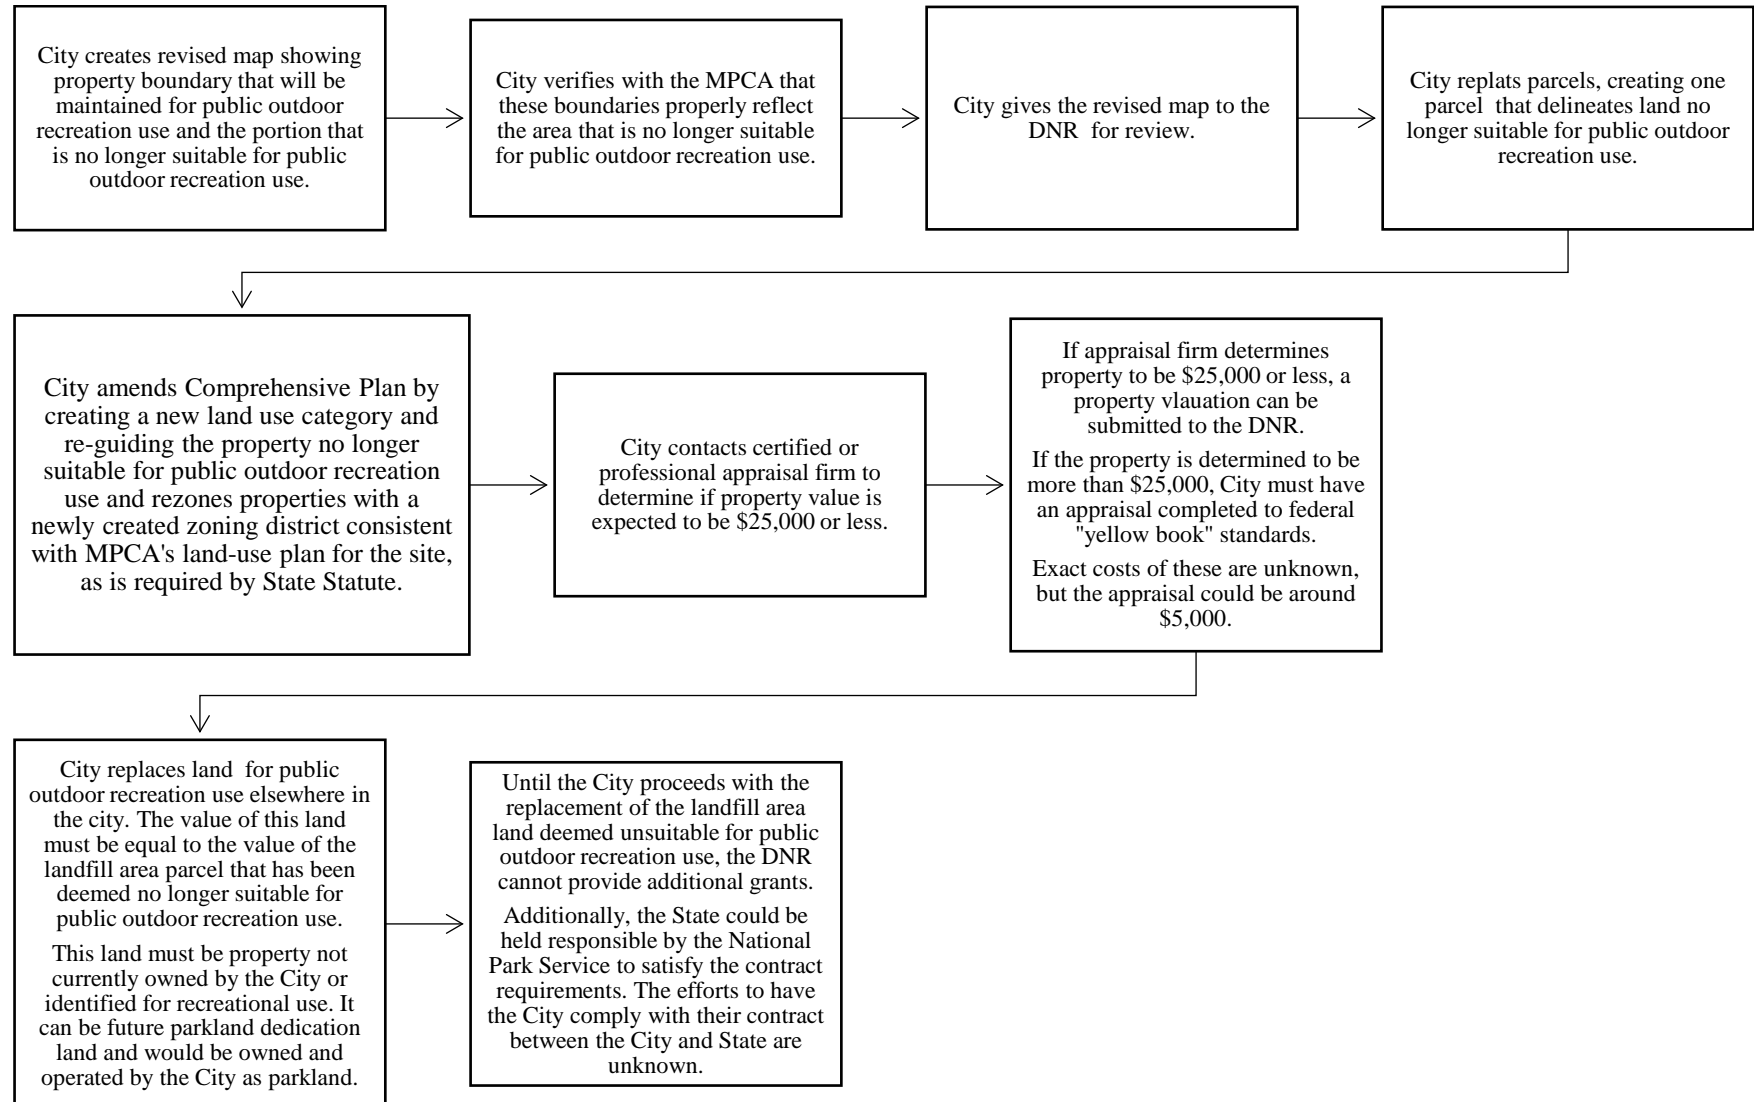 City creates revised map showing
property boundary that will be
maintained for public outdoor
recreation use and the portion that
is no longer suitable for public
outdoor recreation use.
City verifies with the MPCA that
these boundaries properly reflect
the area that is no longer suitable
for public outdoor recreation use.
City gives the revised map to the
DNR for review.
City replats parcels, creating one
parcel that delineates land no
longer suitable for public outdoor
recreation use.
City amends Comprehensive Plan by
creating a new land use category and
re-guiding the property no longer
suitable for public outdoor recreation
use and rezones properties with a
newly created zoning district consistent
with MPCA's land-use plan for the site,
as is required by State Statute.
City contacts certified or
professional appraisal firm to
determine if property value is
expected to be $25,000 or less.
If appraisal firm determines
property to be $25,000 or less, a
property vlauation can be
submitted to the DNR.
If the property is determined to be
more than $25,000, City must have
an appraisal completed to federal
"yellow book" standards.
Exact costs of these are unknown,
but the appraisal could be around
$5,000.
City replaces land for public
outdoor recreation use elsewhere in
the city. The value of this land
must be equal to the value of the
landfill area parcel that has been
deemed no longer suitable for
public outdoor recreation use.
This land must be property not
currently owned by the City or
identified for recreational use. It
can be future parkland dedication
land and would be owned and
operated by the City as parkland.
Until the City proceeds with the
replacement of the landfill area
land deemed unsuitable for public
outdoor recreation use, the DNR
cannot provide additional grants.
Additionally, the State could be
held responsible by the National
Park Service to satisfy the contract
requirements. The efforts to have
the City comply with their contract
between the City and State are
unknown.